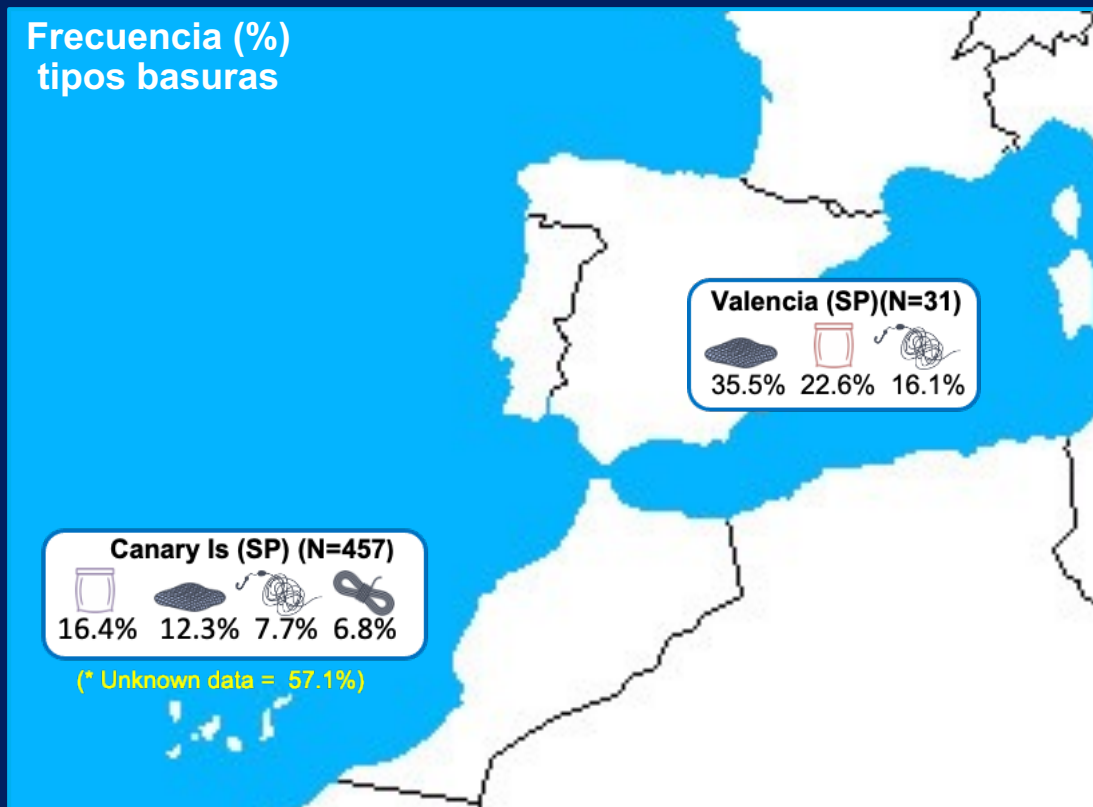 Frecuencia (%)
tipos basuras
Valencia (SP)(N=31)
35.5% 22.6% 16.1%
Canary Is (SP) (N=457)
16.4% 12.3% 7.7% 6.8%
(* Unknown data = 57.1%)